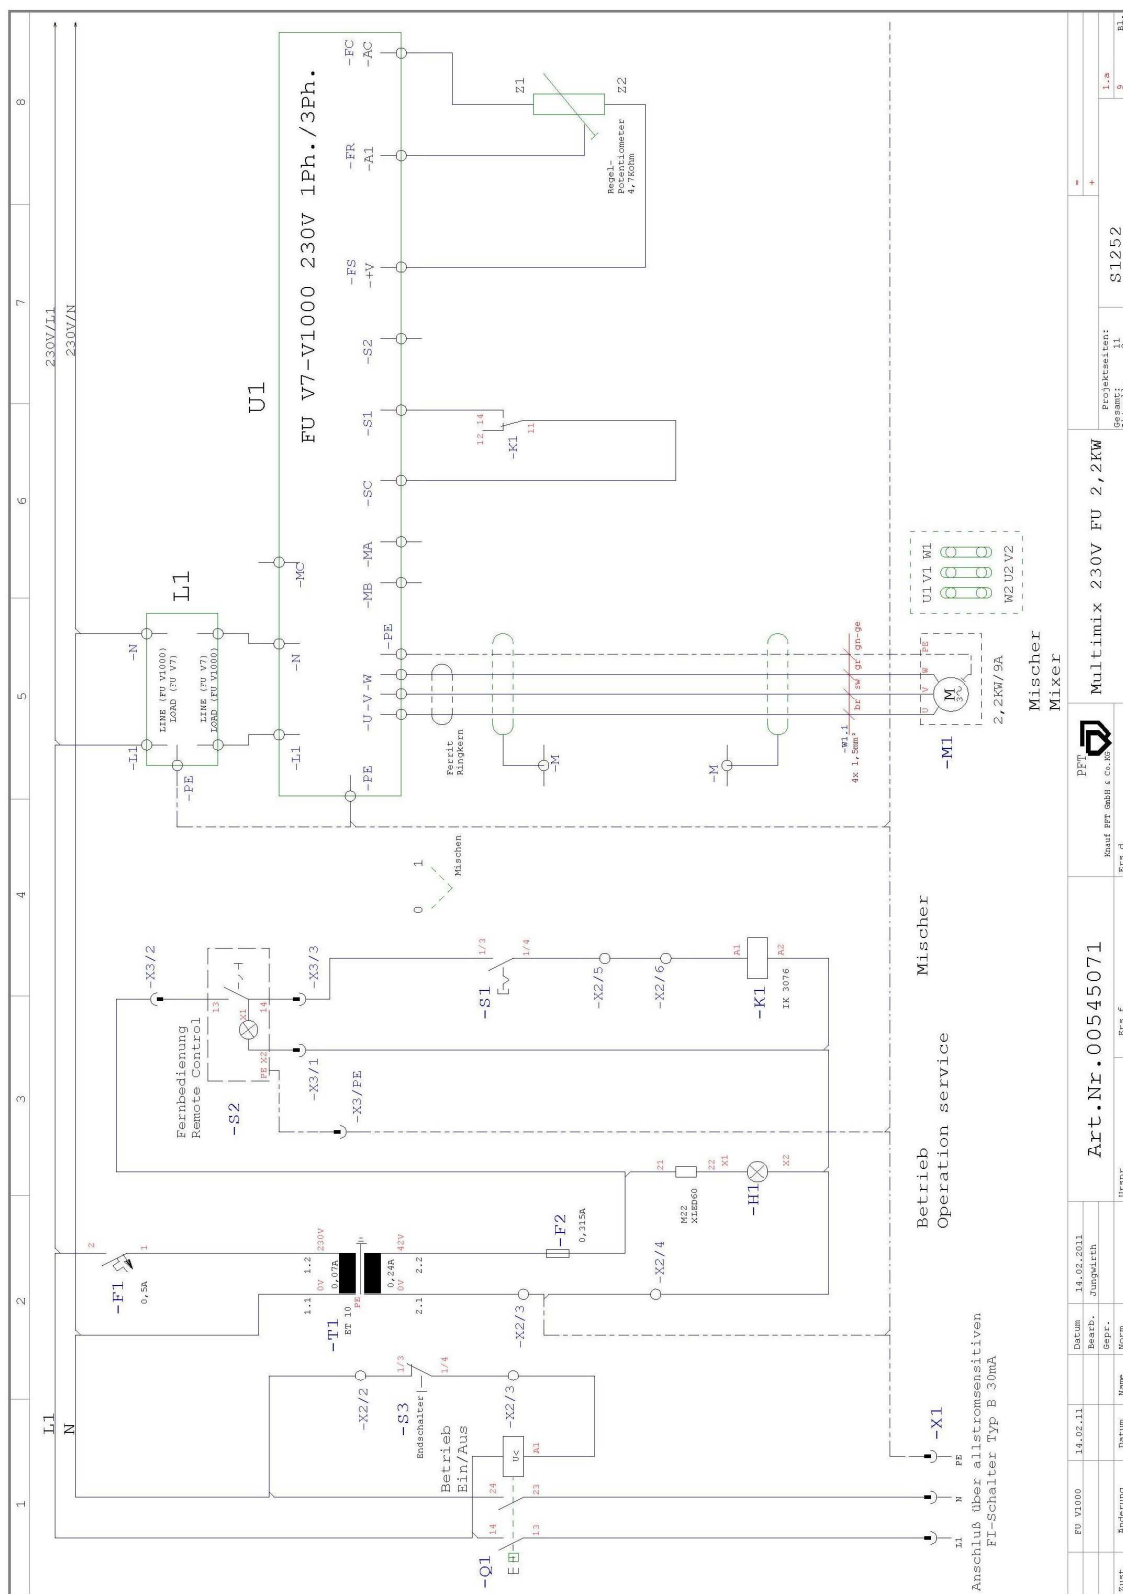 1
2
3
4
5
6
7
8
L1
N
230V/L1
230V/N
-Q1
14
13
24
23
U<
A1
Betrieb
Ein/Aus
-X2/2
-S3
Endschalter
1/3
1/4
-X2/3
L1
N
PE
-X1
Anschluß über allstromsensitiven
FI-Schalter Typ B 30mA
-F1
0,5A
2
1
-T1
ET 10
1.1
1.2
0V
230V
0,07A
PE
0,24A
0V
42V
2.1
2.2
-F2
0,315A
-X2/3
-X2/4
M22
XLED60
21
22
X1
-H1
X2
Betrieb
Operation service
Fernbedienung
Remote Control
-S2
13
14
X1
PE X2
-X3/2
-X3/3
-X3/1
-X3/PE
-S1
1/3
1/4
-X2/5
-X2/6
-K1
A1
A2
IK 3076
Mischer
0
1
Mischen
L1
-L1
-N
-PE
LINE (FU V1000)
LOAD (FU V7)
LINE (FU V7)
LOAD (FU V1000)
U1
FU V7-V1000 230V 1Ph./3Ph.
-L1
-N
-MC
-PE
-U
-V
-W
-PE
-MB
-MA
-SC
-S1
-S2
-FS
-+V
-FR
-A1
-FC
-AC
Ferrit
Ringkern
-M
-M
-W1.1
4x 1,5mm²
br
sw
gr
gn-ge
U
V
W
PE
M
3
-M1
2,2KW/9A
Mischer
Mixer
U1 V1 W1
W2 U2 V2
12
14
11
-K1
Z1
Z2
Regel-
Potentiometer
4,7Kohm
FU V1000
14.02.11
Zust.
Änderung
Datum
Name
Datum
14.02.2011
Bearb.
Jungwirth
Gepr.
Norm
Urspr.
Art.Nr.00545071
Ers.f.
Ers.d.
PFT
Knauf PFT GmbH & Co.KG
Multimix 230V FU 2,2KW
Projektseiten:
Gesamt: 11
S1252
=
+
1.a
9
Bl.